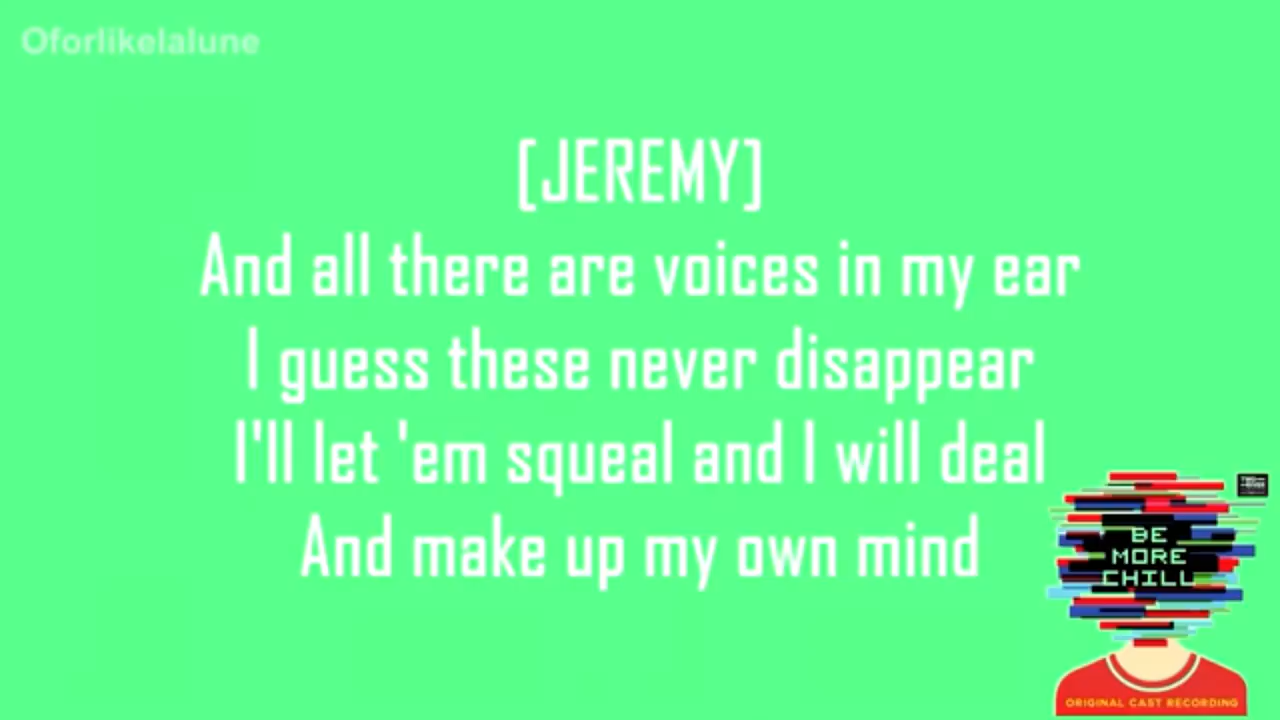 Oforlikelalune
[JEREMY]
And all there are voices in my ear
I guess these never disappear
I'll let 'em squeal and I will deal
And make up my own mind
BE
MORE
CHILL
ORIGINAL CAST RECORDING